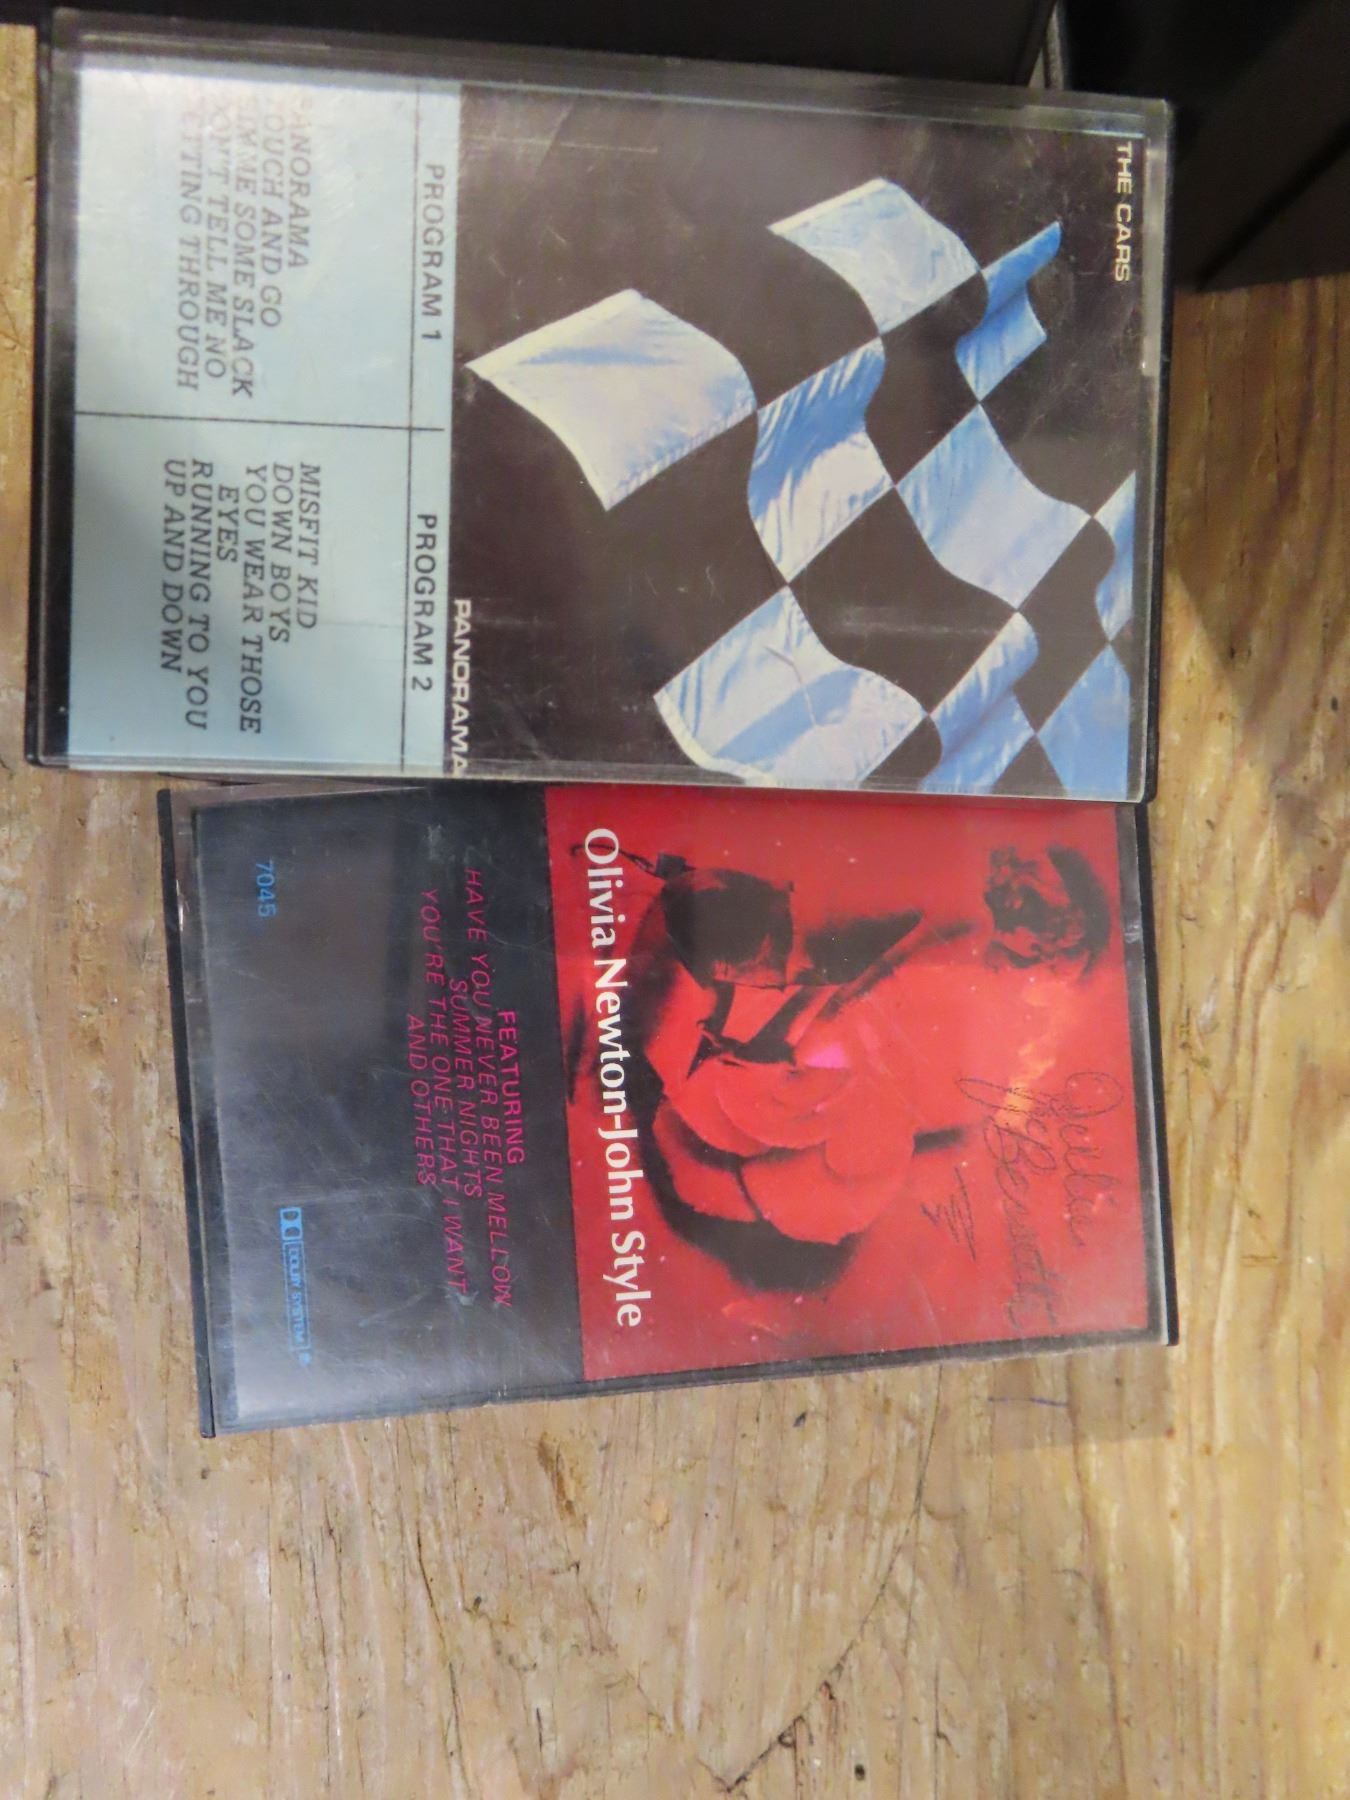 THE CARS
PANORAMA
PROGRAM 1
PANORAMA
TOUCH AND GO
GIMME SOME SLACK
DON'T TELL ME NO
GETTING THROUGH
PROGRAM 2
MISFIT KID
DOWN BOYS
YOU WEAR THOSE
EYES
RUNNING TO YOU
UP AND DOWN
Olivia Newton-John Style
FEATURING
HAVE YOU NEVER BEEN MELLOW
SUMMER NIGHTS
YOU'RE THE ONE THAT I WANT
AND OTHERS
7045
DOLBY SYSTEM